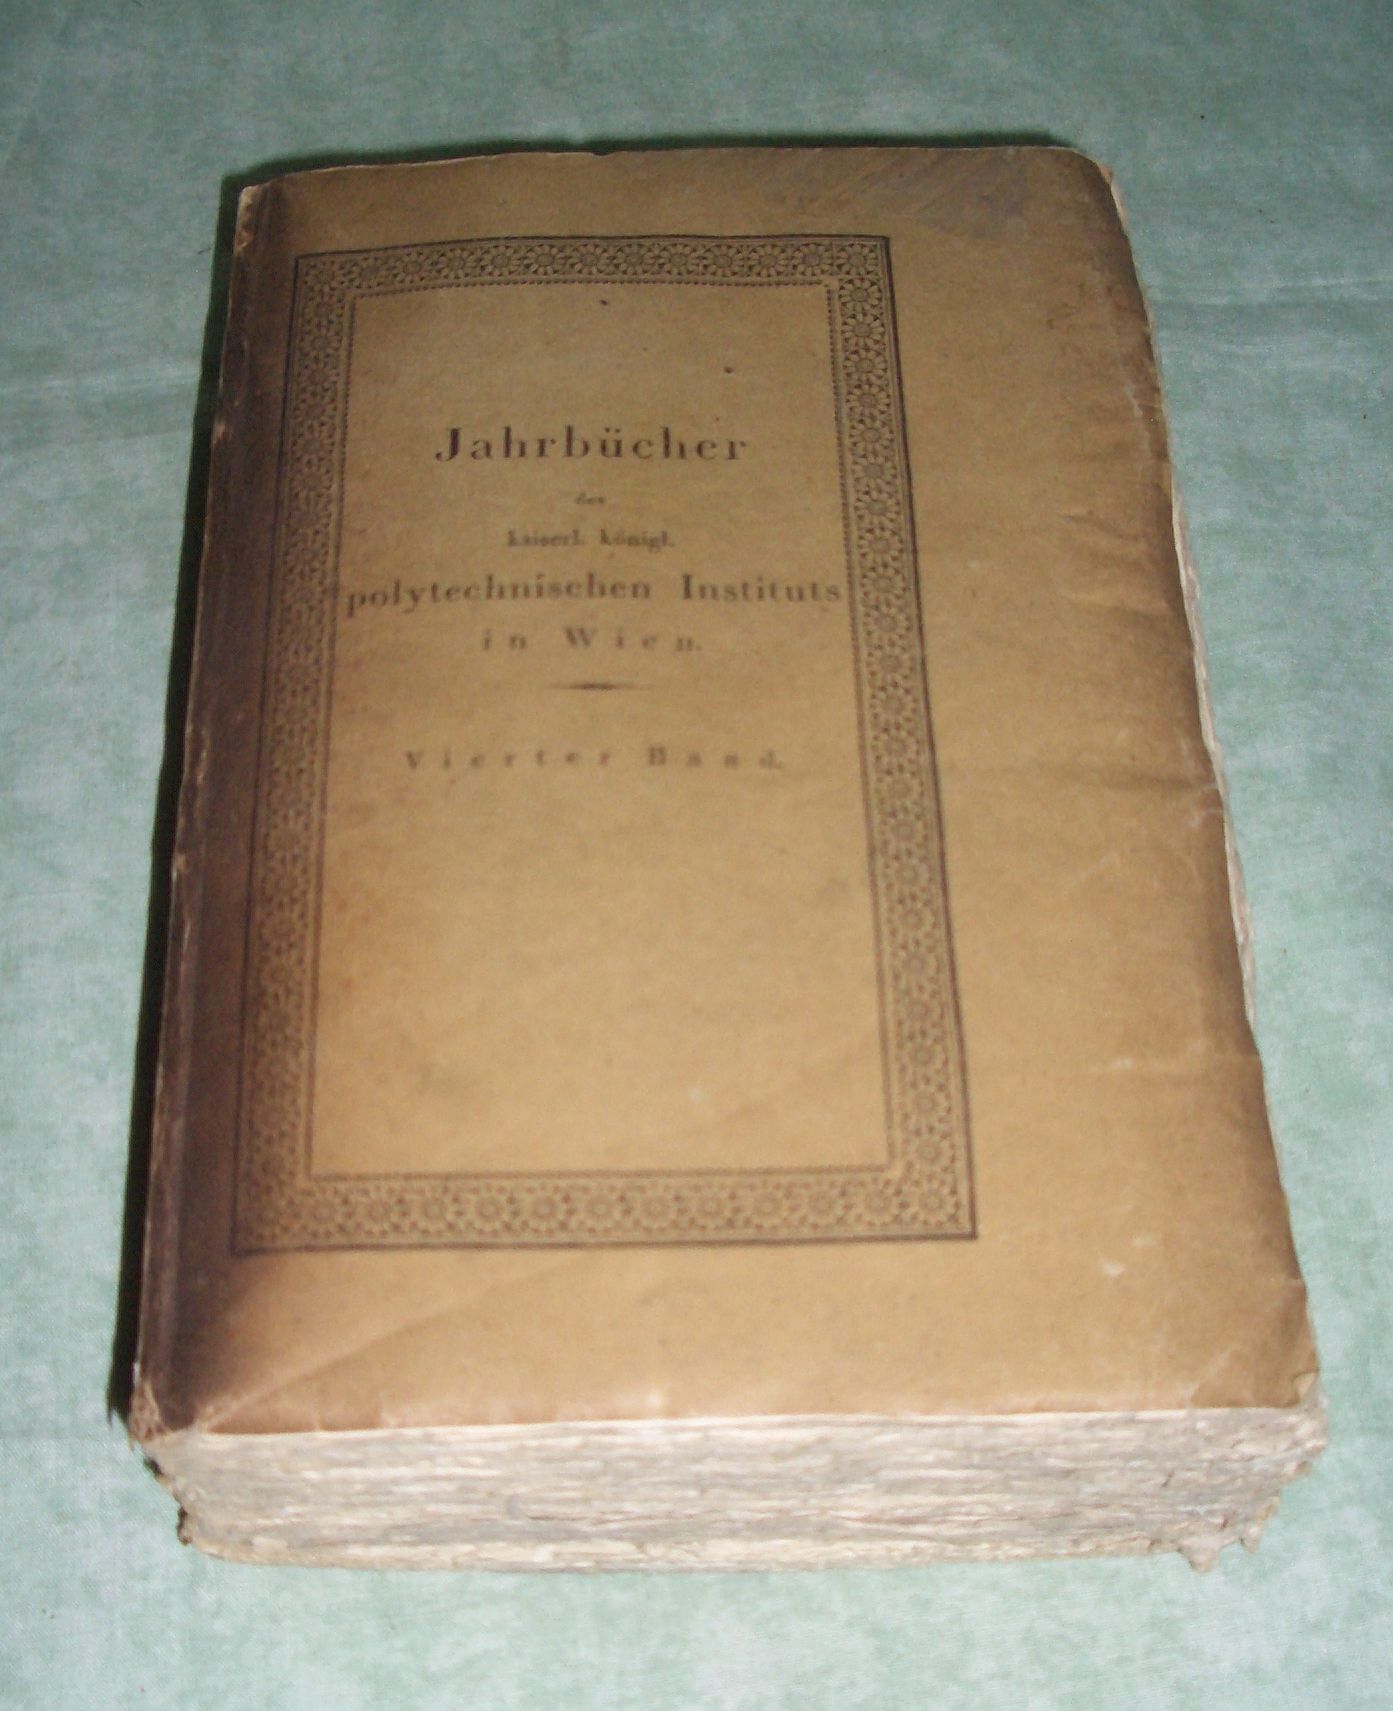 Jahrbücher
des
kaiserl. königl.
polytechnischen Instituts
in Wien.
Vierter Band.